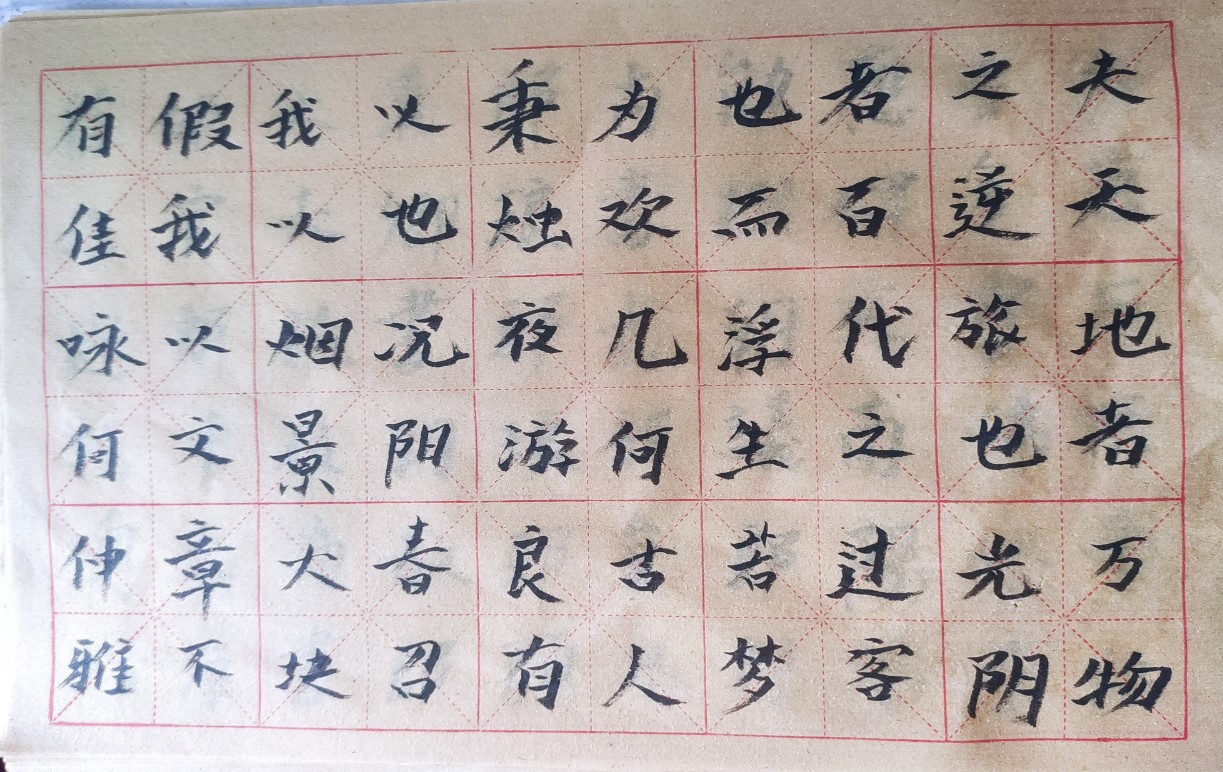 夫天地者万物
之逆旅也光阴
者百代之过客
也而浮生若梦
为欢几何古人
秉烛夜游良有
以也况阳春召
我以烟景大块
假我以文章不
有佳咏何伸雅